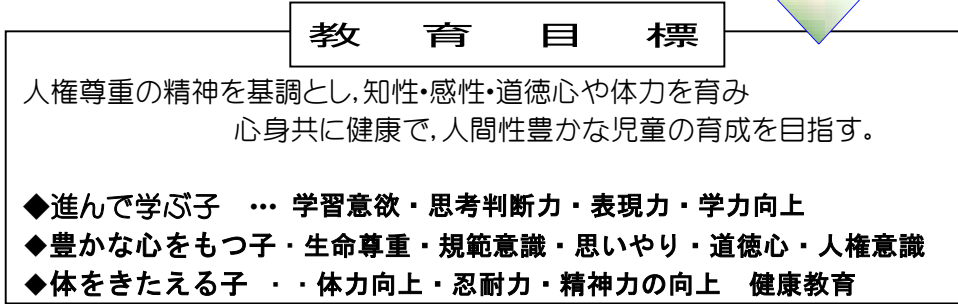 教育目標
人権尊重の精神を基調とし,知性・感性・道徳心や体力を育み
心身共に健康で,人間性豊かな児童の育成を目指す。
◆進んで学ぶ子 … 学習意欲・思考判断力・表現力・学力向上
◆豊かな心をもつ子・生命尊重・規範意識・思いやり・道徳心・人権意識
◆体をきたえる子 ・・体力向上・忍耐力・精神力の向上 健康教育